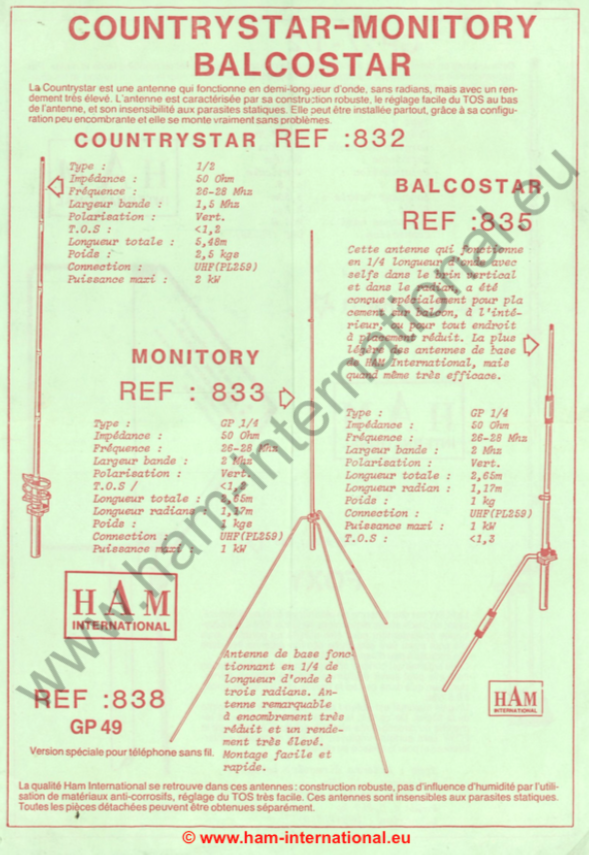 COUNTRYSTAR-MONITORY
BALCOSTAR
La Countrystar est une antenne qui fonctionne en demi-longueur d'onde, sans radians, mais avec un ren-
dement très élevé. L'antenne est caractérisée par sa construction robuste, le réglage facile du TOS au bas
de l'antenne, et son insensibilité aux parasites statiques. Elle peut être installée partout, grâce à sa configu-
ration peu encombrante et elle se monte vraiment sans problèmes.
COUNTRYSTAR REF :832
Type : 1/2
Impédance : 50 Ohm
Fréquence : 26-28 Mhz
Largeur bande : 1,5 Mhz
Polarisation : Vert.
T.O.S : <1,2
Longueur totale : 5,48m
Poids : 2,5 kgs
Connection : UHF(PL259)
Puissance maxi : 2 kW
BALCOSTAR
REF :835
Cette antenne qui fonctionne
en 1/4 longueur d'onde avec
selfs dans le brin vertical
et dans le radian, a été
conçue spécialement pour pla
cement sur balcon, à l'inté-
rieur, ou pour tout endroit
à placement réduit. La plus
légère des antennes de base
de HAM International, mais
quand même très efficace.
MONITORY
REF : 833
Type : GP 1/4
Impédance : 50 Ohm
Fréquence : 26-28 Mhz
Largeur bande : 2 Mhz
Polarisation : Vert.
T.O.S /
Longueur totale :
Longueur radians : 1,17m
Poids : 1 kgs
Connection : UHF(PL259)
Puissance maxi : 1 kW
Type : GP 1/4
Impédance : 50 Ohm
Fréquence : 26-28 Mhz
Largeur bande : 2 Mhz
Polarisation : Vert.
Longueur totale : 2,65m
Longueur radian : 1,17m
Poids : 1 kg
Connection : UHF(PL259)
Puissance maxi : 1 kW
T.O.S : <1,3
HAM
INTERNATIONAL
REF :838
GP 49
Version spéciale pour téléphone sans fil.
Antenne de base fonc-
tionnant en 1/4 de
longueur d'onde à
trois radians. An-
tenne remarquable
à encombrement très
réduit et un rende-
ment très élevé.
Montage facile et
rapide.
HAM
INTERNATIONAL
La qualité Ham International se retrouve dans ces antennes: construction robuste, pas d'influence d'humidité par l'utili-
sation de matériaux anti-corrosifs, réglage du TOS très facile. Ces antennes sont insensibles aux parasites statiques.
Toutes les pièces détachées peuvent être obtenues séparément.
www.ham-international.eu
© www.ham-international.eu